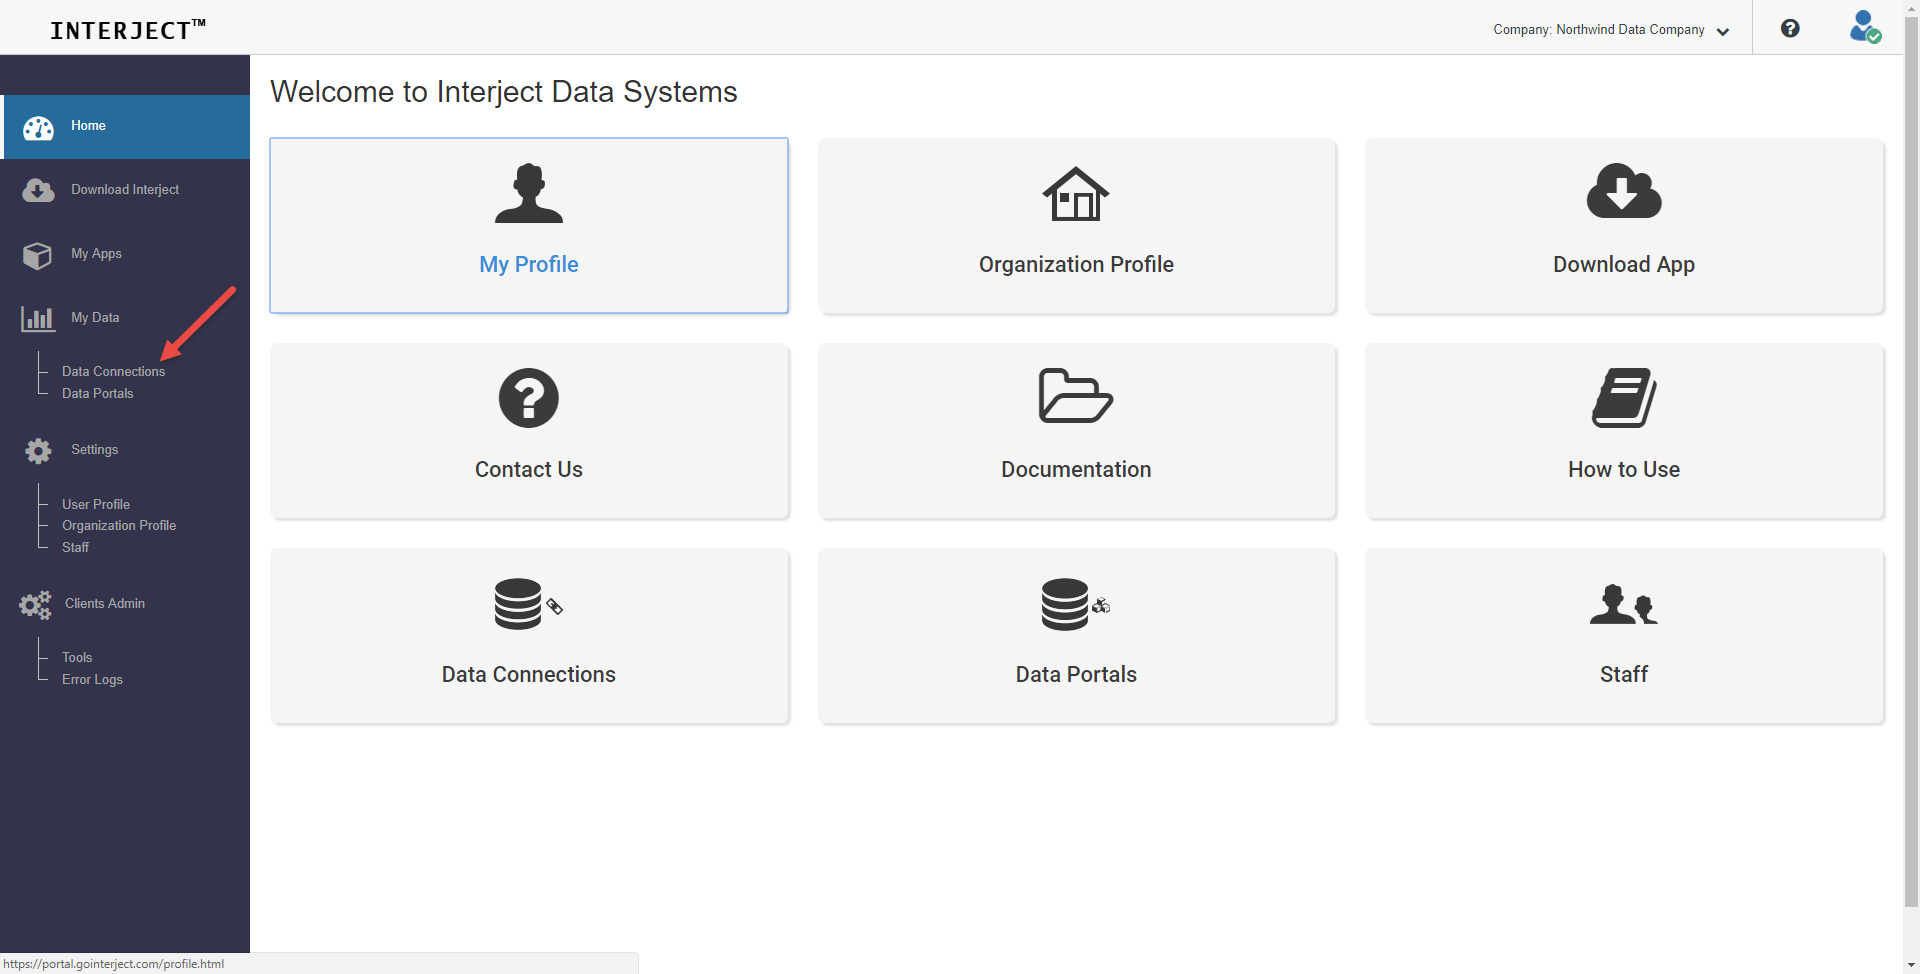 INTERJECT™
Company: Northwind Data Company
Welcome to Interject Data Systems
Home
Download Interject
My Apps
My Data
Data Connections
Data Portals
Settings
User Profile
Organization Profile
Staff
Clients Admin
Tools
Error Logs
My Profile
Organization Profile
Download App
Contact Us
Documentation
How to Use
Data Connections
Data Portals
Staff
https://portal.gointerject.com/profile.html